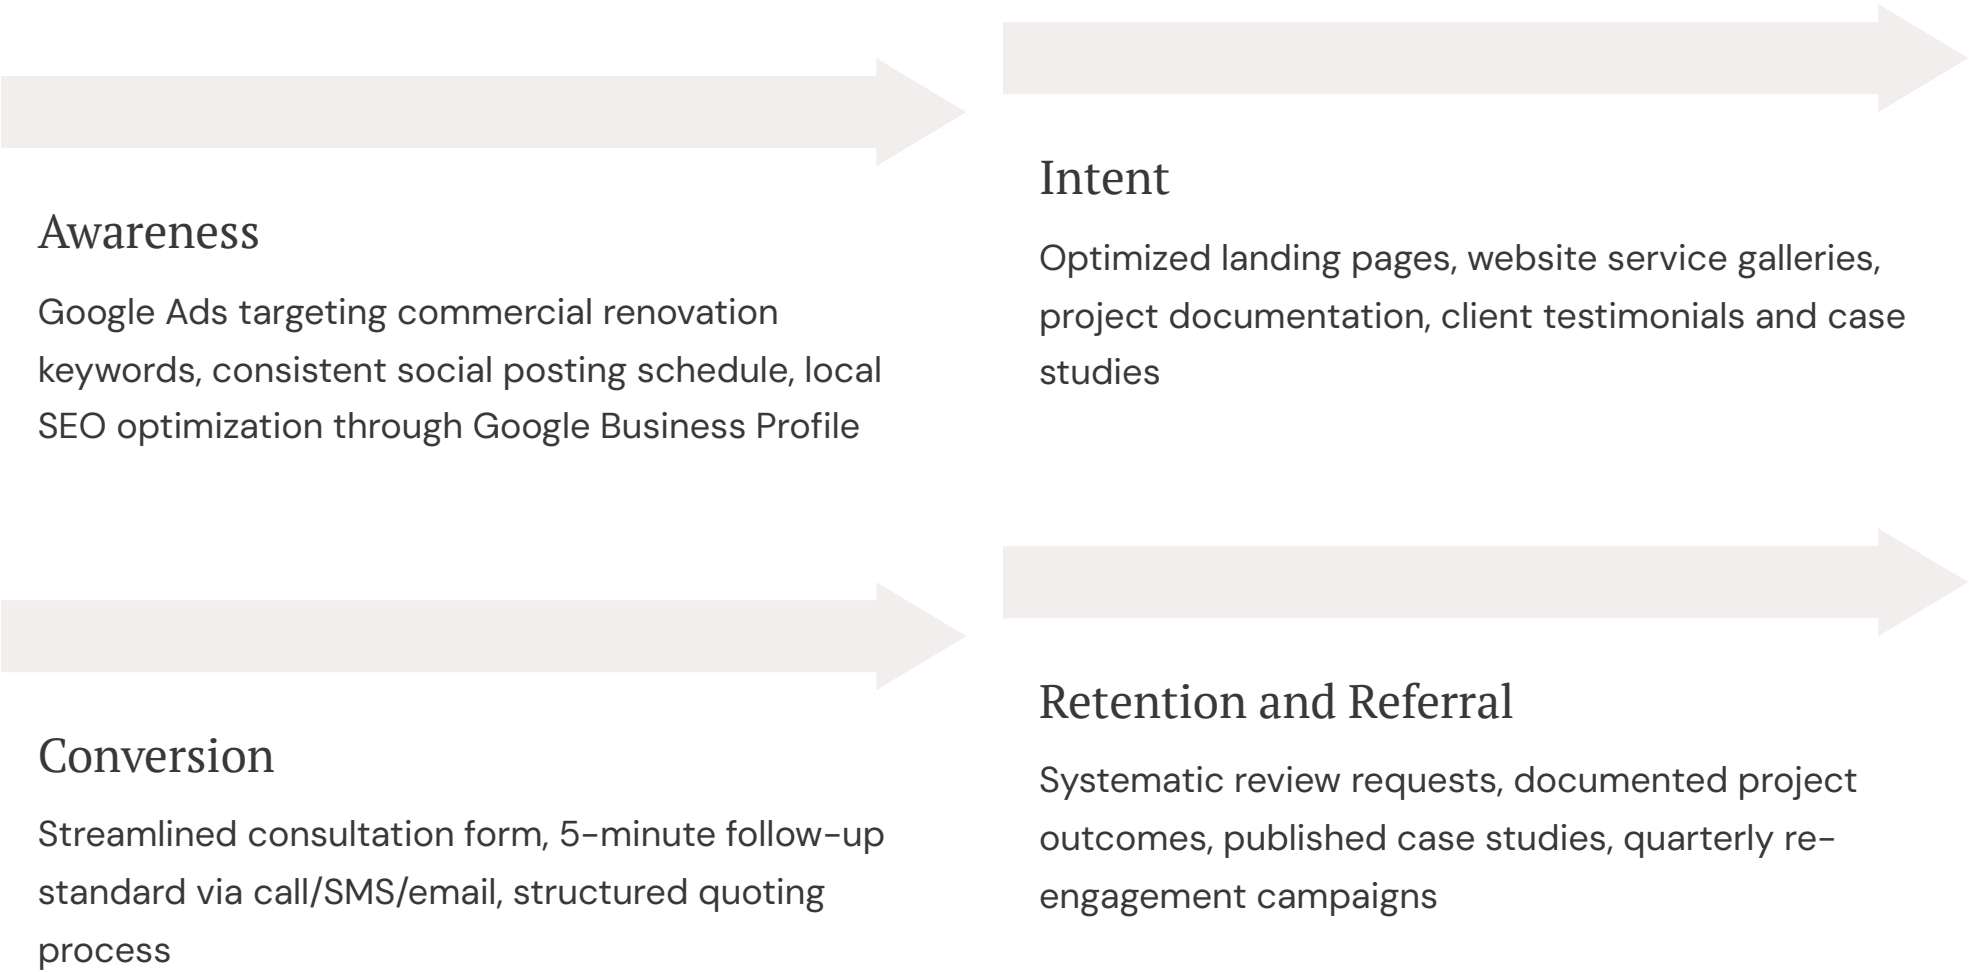 Awareness
Google Ads targeting commercial renovation
keywords, consistent social posting schedule, local
SEO optimization through Google Business Profile
Intent
Optimized landing pages, website service galleries,
project documentation, client testimonials and case
studies
Conversion
Streamlined consultation form, 5-minute follow-up
standard via call/SMS/email, structured quoting
process
Retention and Referral
Systematic review requests, documented project
outcomes, published case studies, quarterly re-
engagement campaigns